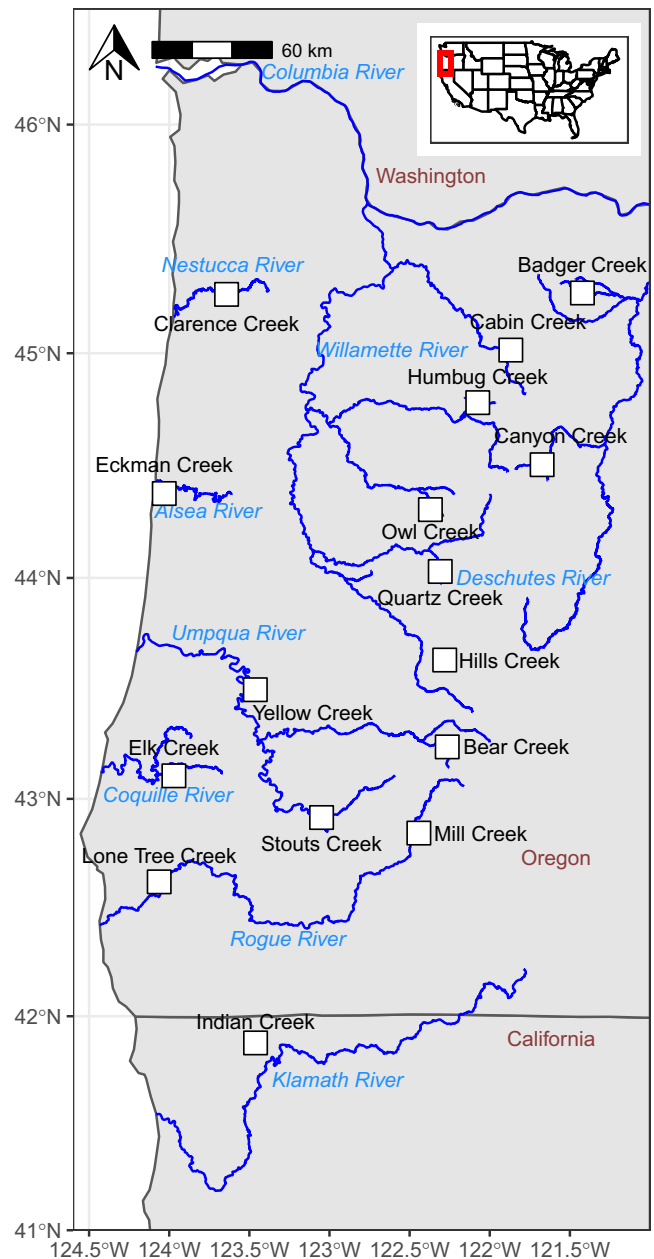 60 km
N
Columbia River
46°N
Washington
Nestucca River
Badger Creek
Clarence Creek
Cabin Creek
45°N
Willamette River
Humbug Creek
Canyon Creek
Eckman Creek
Alsea River
Owl Creek
44°N
Deschutes River
Quartz Creek
Umpqua River
Hills Creek
Yellow Creek
Elk Creek
Bear Creek
43°N
Coquille River
Stouts Creek
Mill Creek
Lone Tree Creek
Oregon
Rogue River
42°N
Indian Creek
California
Klamath River
41°N
124.5°W 124°W 123.5°W 123°W 122.5°W 122°W 121.5°W